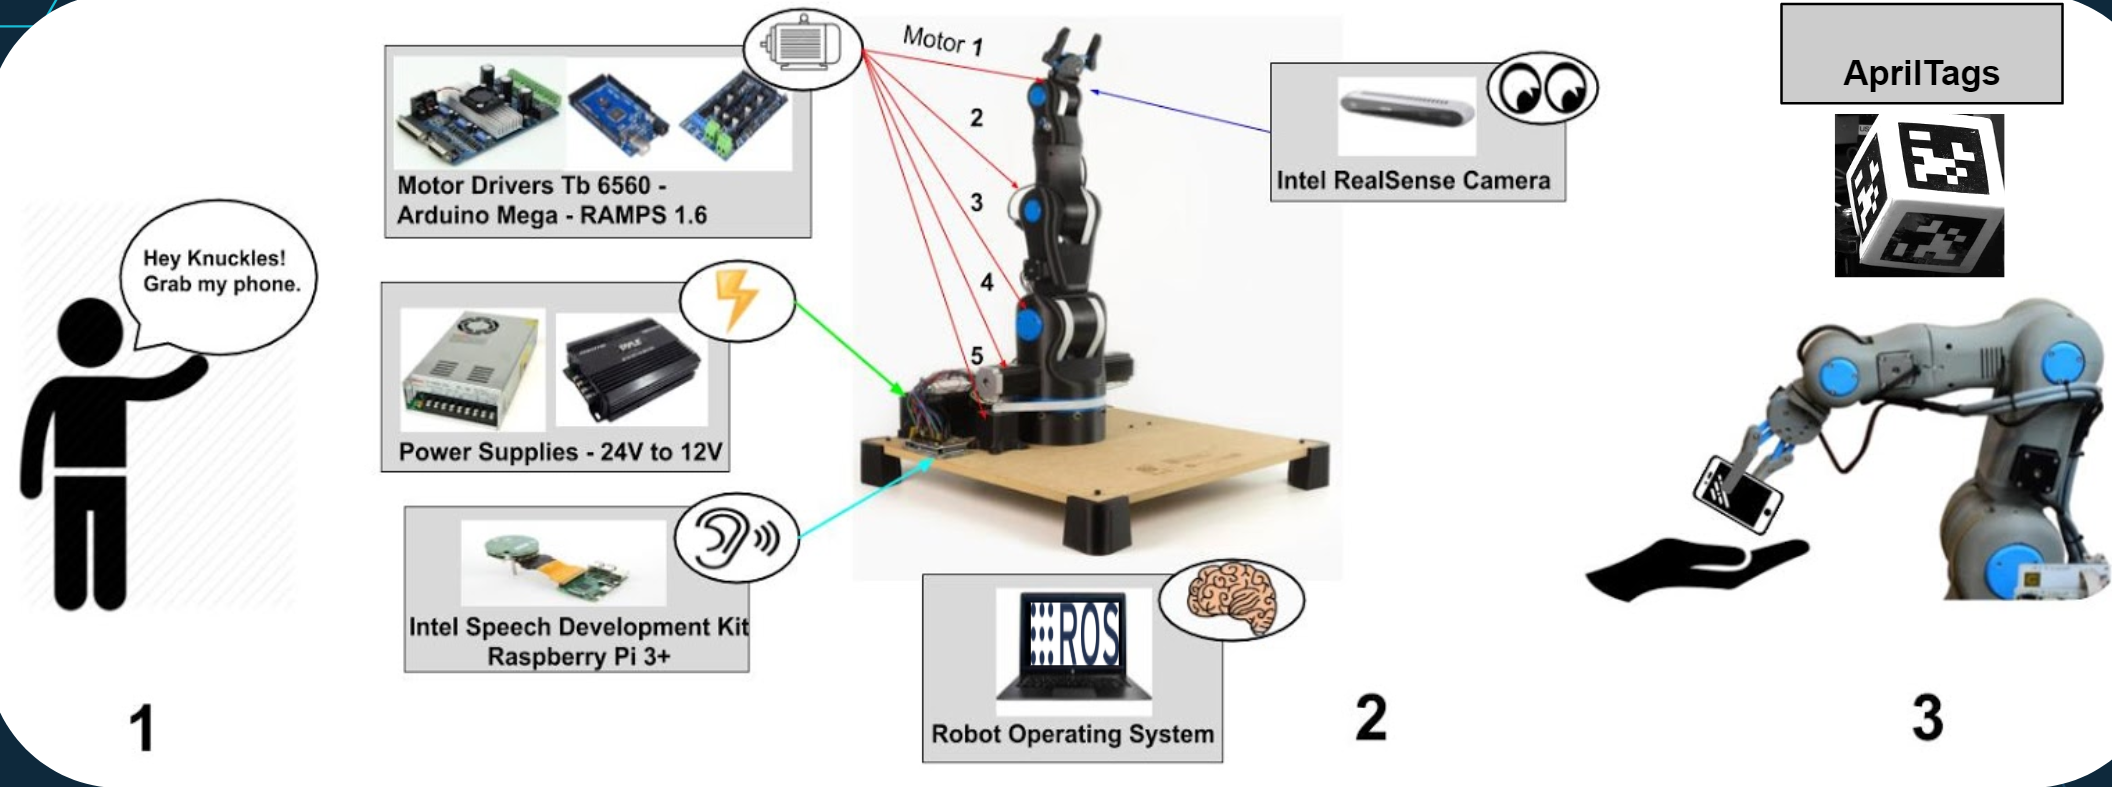 Hey Knuckles!
Grab my phone.
1
Motor Drivers Tb 6560 -
Arduino Mega - RAMPS 1.6
Power Supplies - 24V to 12V
Intel Speech Development Kit
Raspberry Pi 3+
Motor 1
2
3
4
5
Intel RealSense Camera
ROS
Robot Operating System
2
AprilTags
3